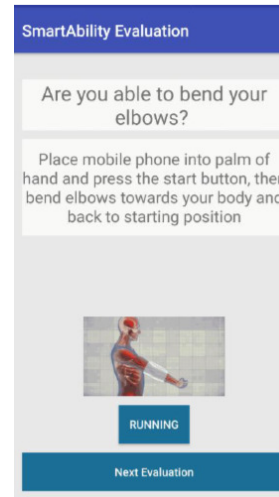 SmartAbility Evaluation
Are you able to bend your
elbows?
Place mobile phone into palm of
hand and press the start button, then
bend elbows towards your body and
back to starting position
RUNNING
Next Evaluation